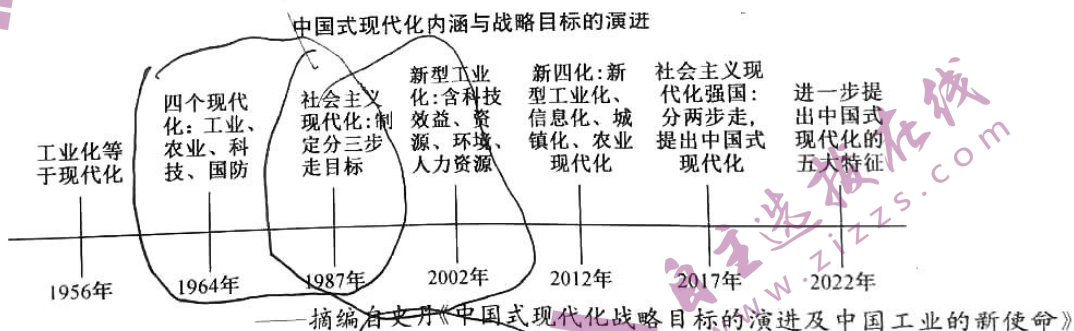 中国式现代化内涵与战略目标的演进
工业化等
于现代化
四个现代
化：工业、
农业、科
技、国防
社会主义
现代化：制
定分三步
走目标
新型工业
化：含科技
效益、资
源、环境、
人力资源
新四化：新
型工业化、
信息化、城
镇化、农业
现代化
社会主义现
代化强国：
分两步走，
提出中国式
现代化
进一步提
出中国式
现代化的
五大特征
1956年
1964年
1987年
2002年
2012年
2017年
2022年
——摘编自史丹《中国式现代化战略目标的演进及中国工业的新使命》
自主选拔在线
www.zizzs.com